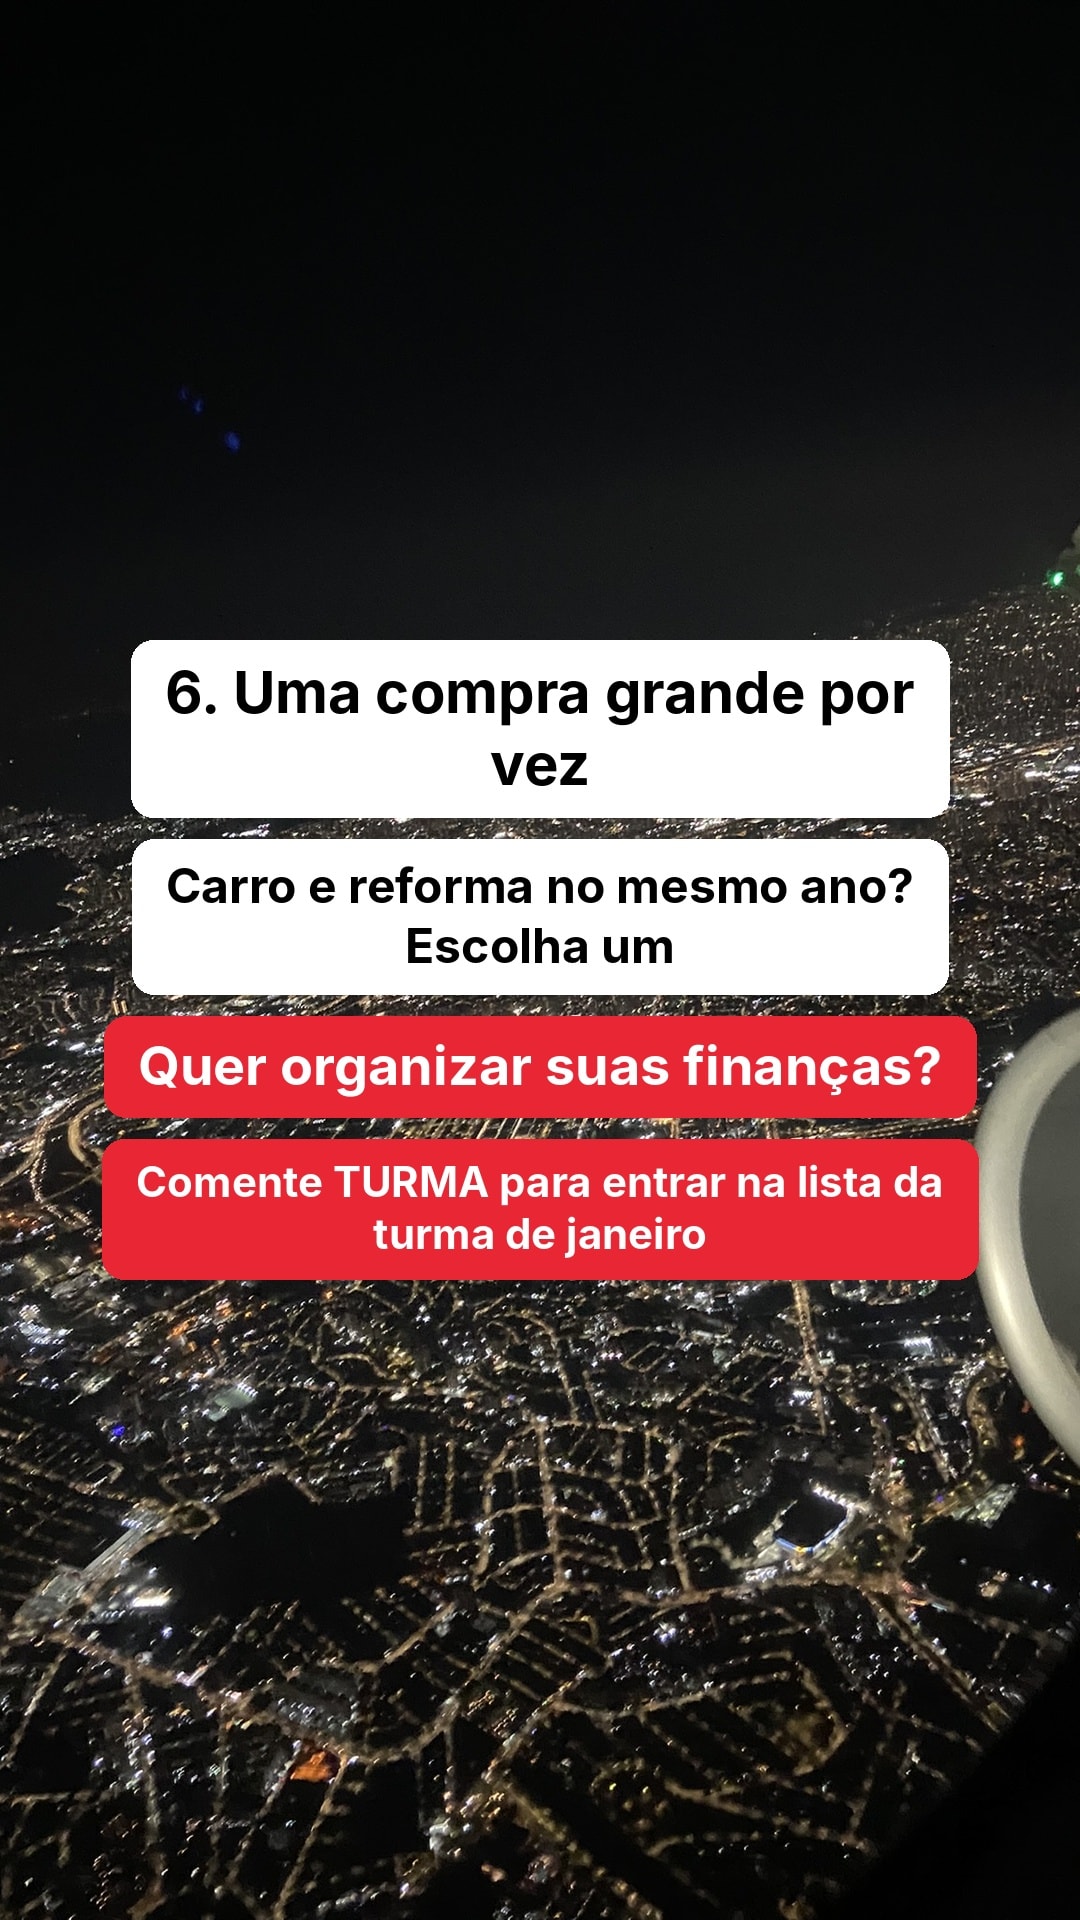 6. Uma compra grande por
vez
Carro e reforma no mesmo ano?
Escolha um
Quer organizar suas finanças?
Comente TURMA para entrar na lista da
turma de janeiro